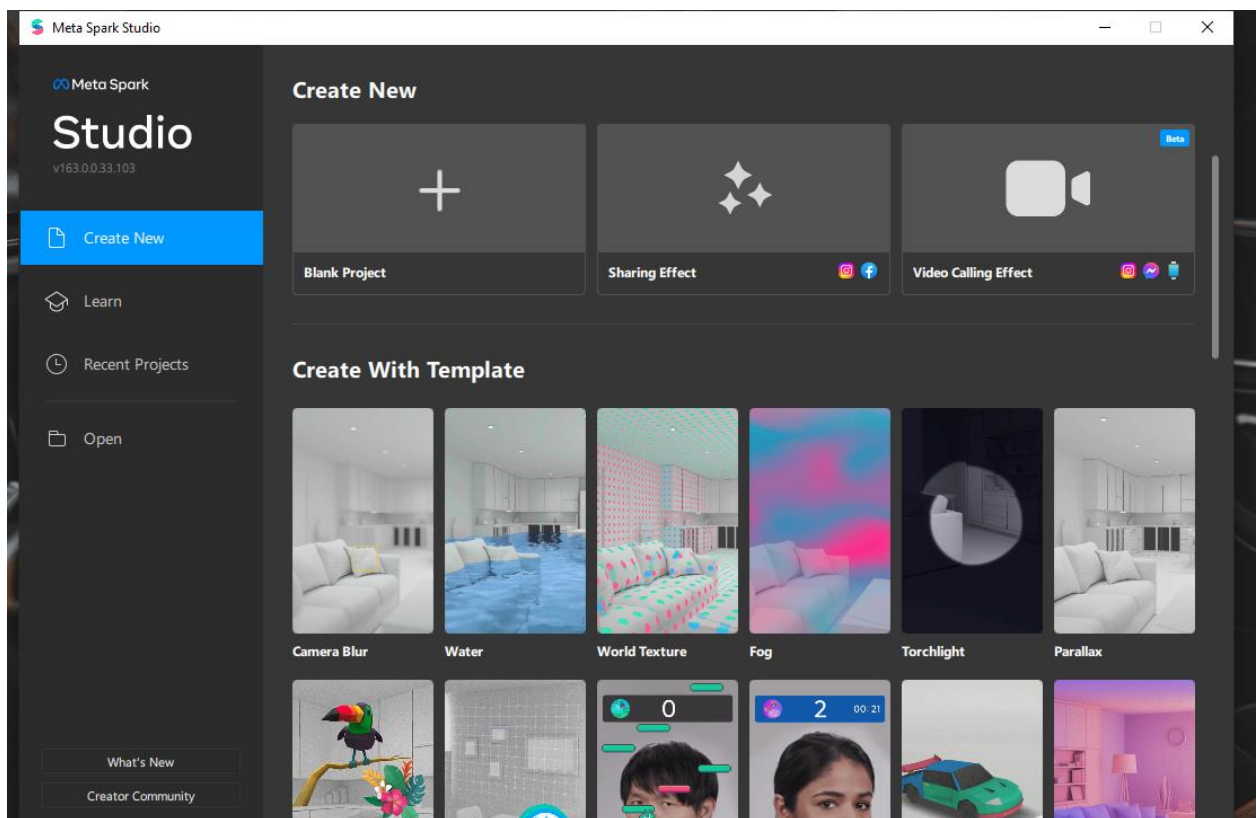 Meta Spark Studio
Meta Spark
Studio
v163.0.0.33.103
Create New
Learn
Recent Projects
Open
What's New
Creator Community
Create New
Beta
Blank Project
Sharing Effect
Video Calling Effect
Create With Template
Camera Blur
Water
World Texture
Fog
Torchlight
Parallax
0
2 00:21